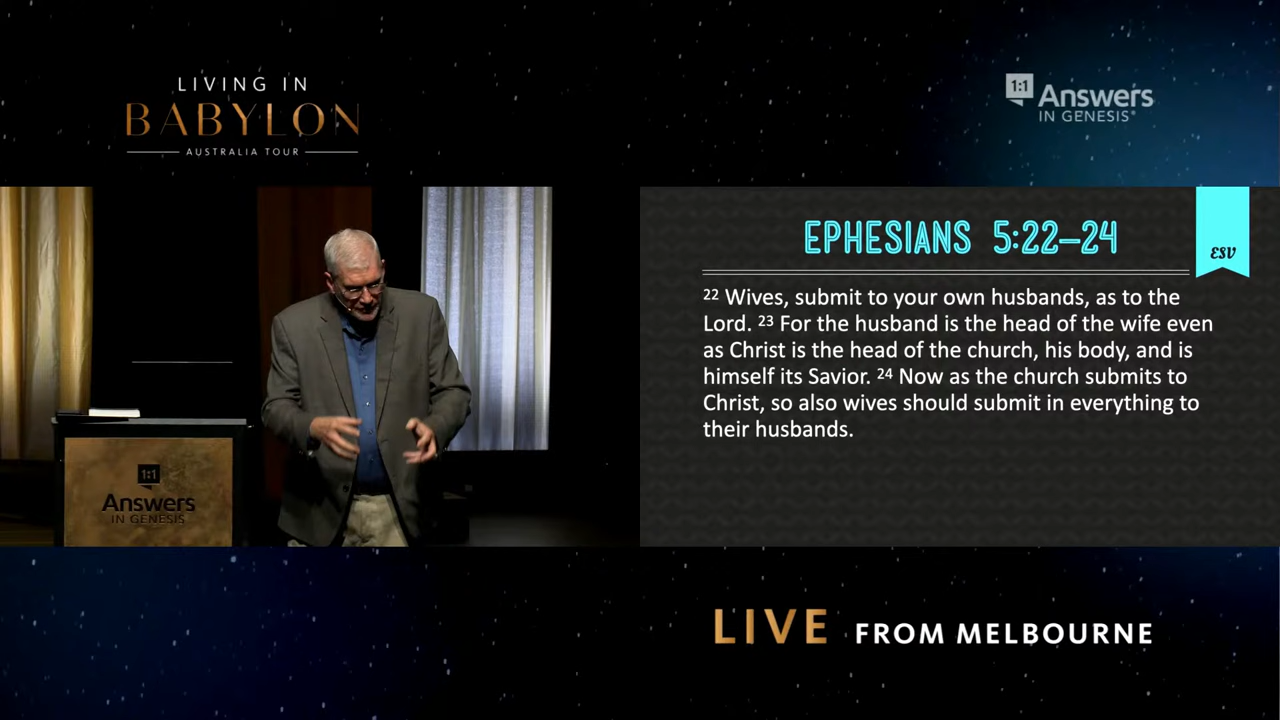 LIVING IN
BABYLON
AUSTRALIA TOUR
1:1
Answers
IN GENESIS®
1:1
Answers
IN GENESIS
EPHESIANS 5:22–24
ESV
²² Wives, submit to your own husbands, as to the
Lord. ²³ For the husband is the head of the wife even
as Christ is the head of the church, his body, and is
himself its Savior. ²⁴ Now as the church submits to
Christ, so also wives should submit in everything to
their husbands.
LIVE FROM MELBOURNE